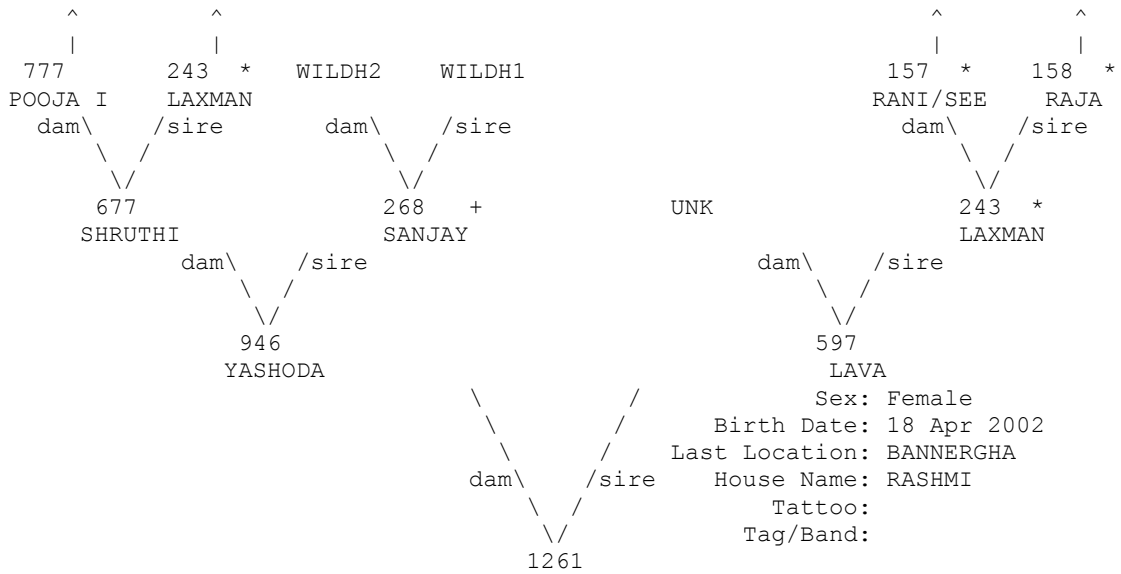 ^ ^ ^ ^
| | | |
777 243 * WILDH2 WILDH1 157 * 158 *
POOJA I LAXMAN RANI/SEE RAJA
dam\ /sire dam\ /sire dam\ /sire
\ / \ / \ /
\/ \/ \/
677 268 + UNK 243 *
SHRUTHI SANJAY LAXMAN
dam\ /sire dam\ /sire
\ / \ /
\/ \/
946 597
YASHODA LAVA
\ / Sex: Female
\ / Birth Date: 18 Apr 2002
\ / Last Location: BANNERGHA
dam\ /sire House Name: RASHMI
\ / Tattoo:
\/ Tag/Band:
1261